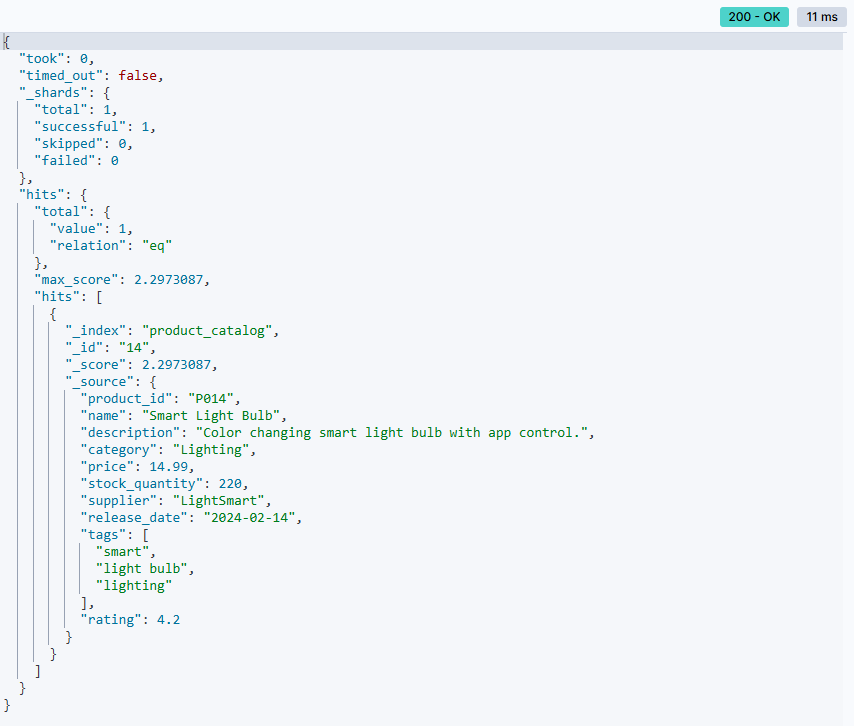 200 - OK
11 ms
{
  "took": 0,
  "timed_out": false,
  "_shards": {
    "total": 1,
    "successful": 1,
    "skipped": 0,
    "failed": 0
  },
  "hits": {
    "total": {
      "value": 1,
      "relation": "eq"
    },
    "max_score": 2.2973087,
    "hits": [
      {
        "_index": "product_catalog",
        "_id": "14",
        "_score": 2.2973087,
        "_source": {
          "product_id": "P014",
          "name": "Smart Light Bulb",
          "description": "Color changing smart light bulb with app control.",
          "category": "Lighting",
          "price": 14.99,
          "stock_quantity": 220,
          "supplier": "LightSmart",
          "release_date": "2024-02-14",
          "tags": [
            "smart",
            "light bulb",
            "lighting"
          ],
          "rating": 4.2
        }
      }
    ]
  }
}